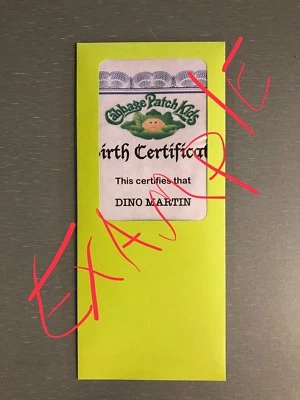 Cabbage Patch Kids
irth Certificat
This certifies that
DINO MARTIN
EXAMPLE